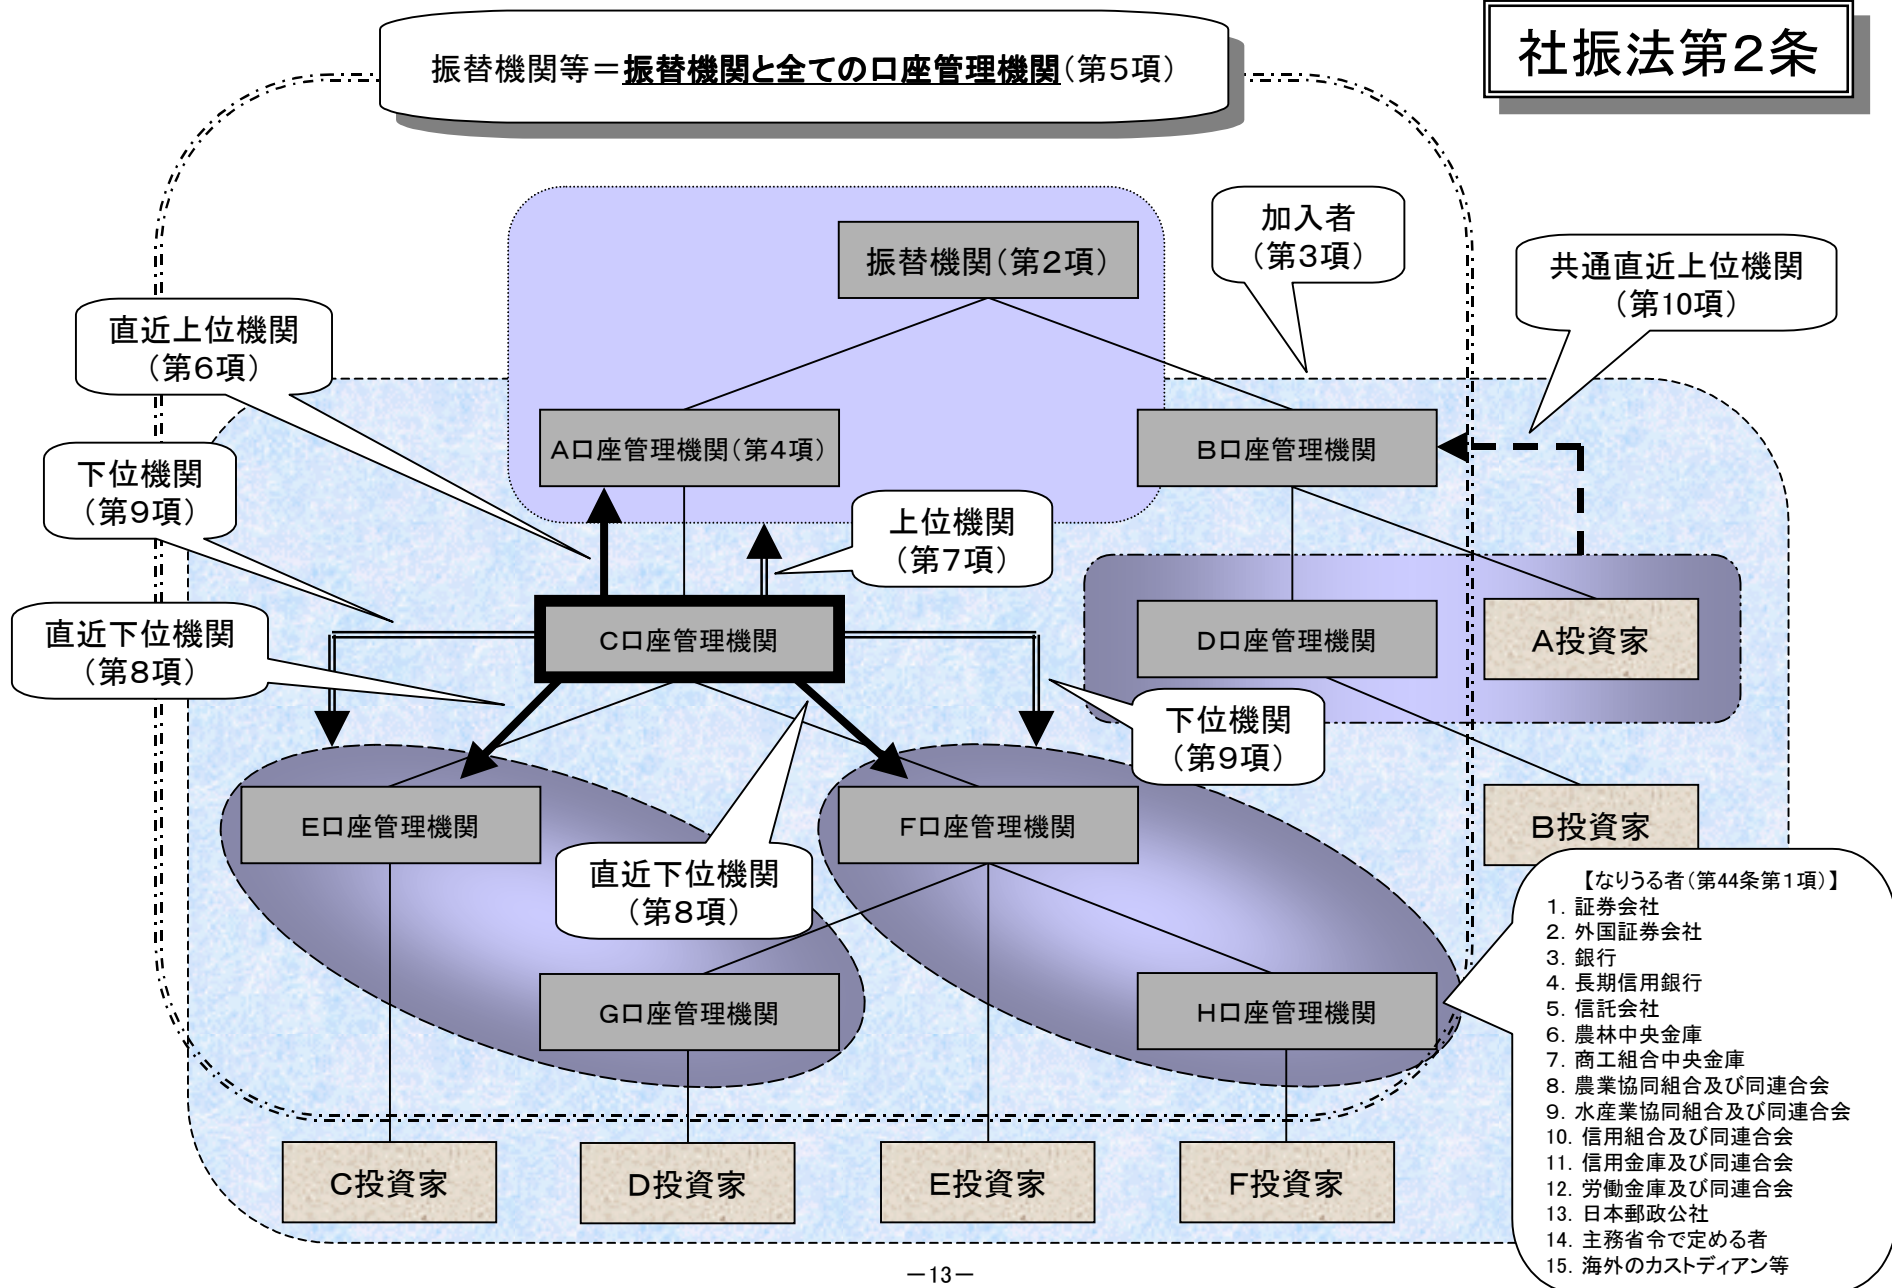 社振法第2条
振替機関等＝振替機関と全ての口座管理機関（第5項）
振替機関（第2項）
加入者
（第3項）
共通直近上位機関
（第10項）
直近上位機関
（第6項）
A口座管理機関（第4項）
B口座管理機関
下位機関
（第9項）
上位機関
（第7項）
直近下位機関
（第8項）
C口座管理機関
D口座管理機関
A投資家
下位機関
（第9項）
E口座管理機関
F口座管理機関
B投資家
直近下位機関
（第8項）
G口座管理機関
H口座管理機関
【なりうる者（第44条第1項）】
1. 証券会社
2. 外国証券会社
3. 銀行
4. 長期信用銀行
5. 信託会社
6. 農林中央金庫
7. 商工組合中央金庫
8. 農業協同組合及び同連合会
9. 水産業協同組合及び同連合会
10. 信用組合及び同連合会
11. 信用金庫及び同連合会
12. 労働金庫及び同連合会
13. 日本郵政公社
14. 主務省令で定める者
15. 海外のカストディアン等
C投資家
D投資家
E投資家
F投資家
－13－